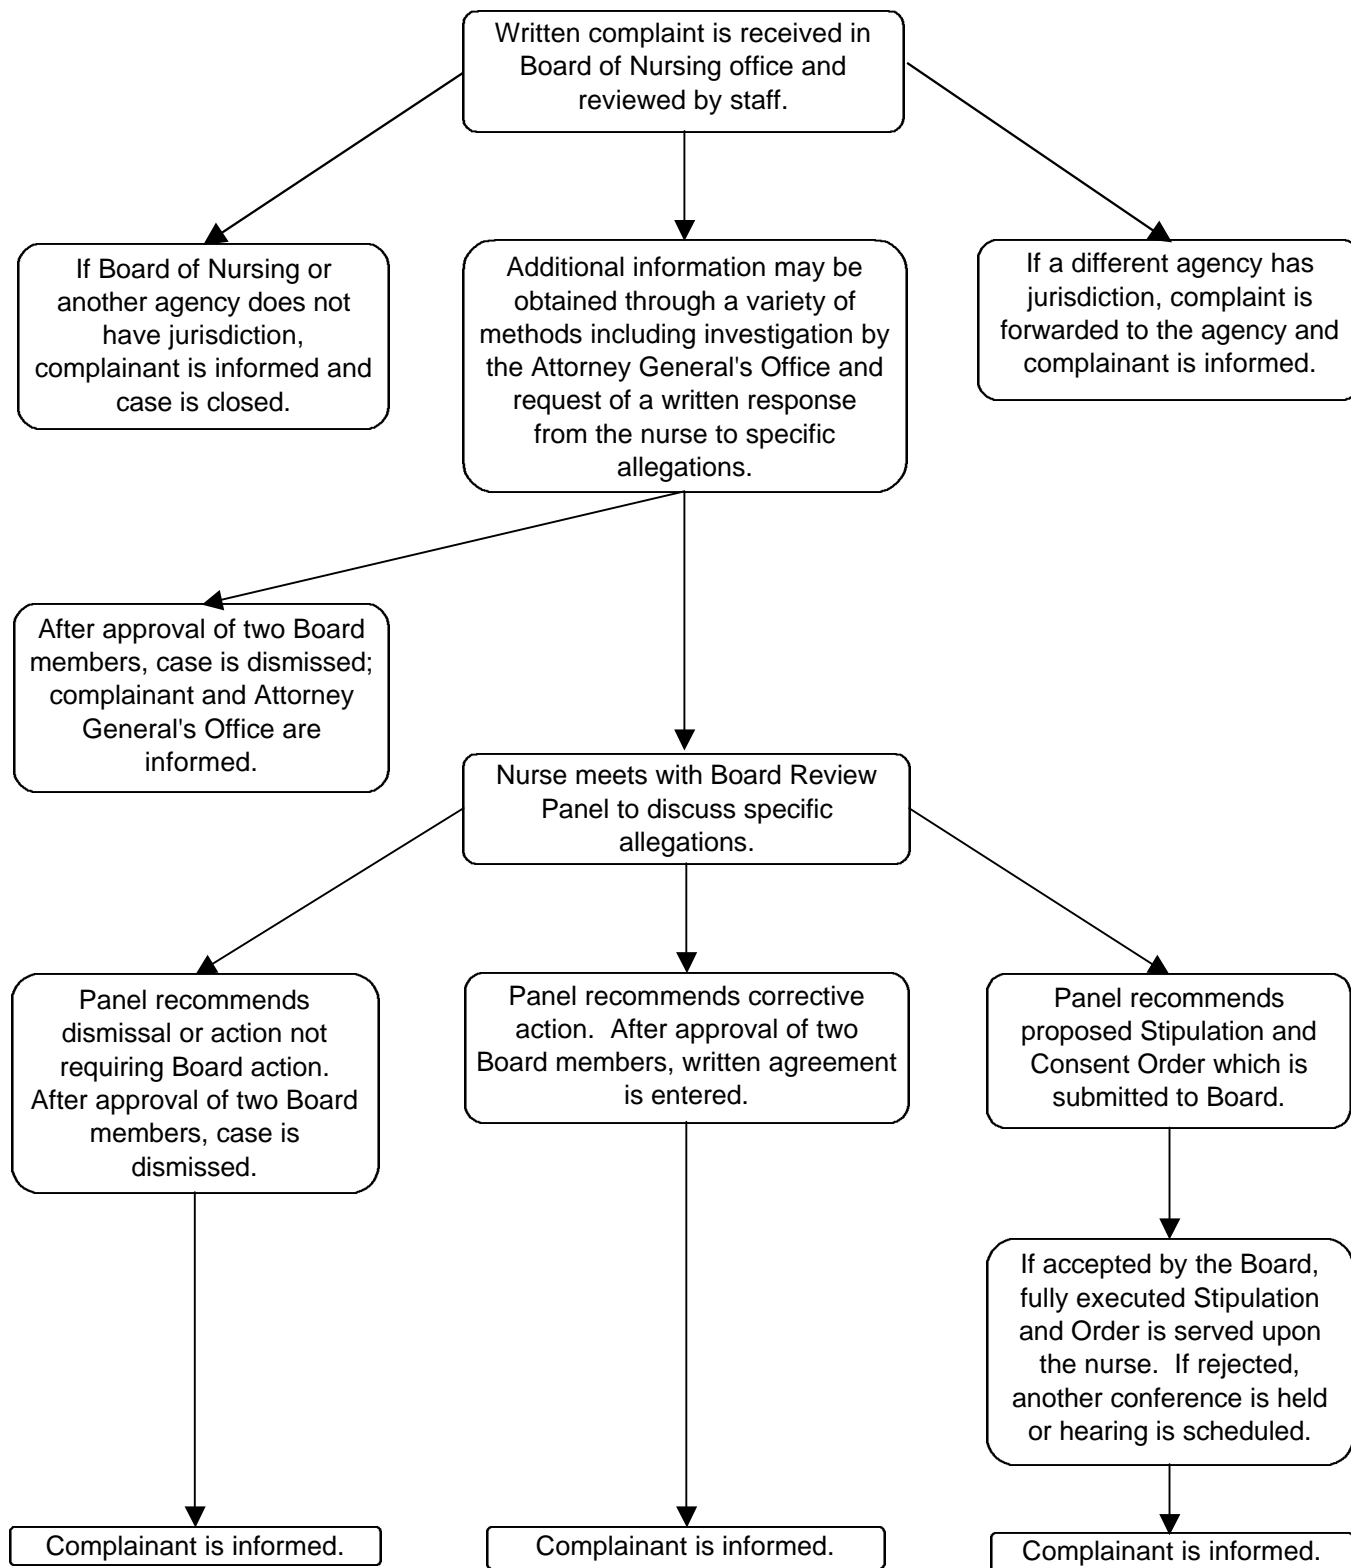 Written complaint is received in
Board of Nursing office and
reviewed by staff.
If Board of Nursing or
another agency does not
have jurisdiction,
complainant is informed and
case is closed.
Additional information may be
obtained through a variety of
methods including investigation by
the Attorney General's Office and
request of a written response
from the nurse to specific
allegations.
If a different agency has
jurisdiction, complaint is
forwarded to the agency and
complainant is informed.
After approval of two Board
members, case is dismissed;
complainant and Attorney
General's Office are
informed.
Nurse meets with Board Review
Panel to discuss specific
allegations.
Panel recommends
dismissal or action not
requiring Board action.
After approval of two Board
members, case is
dismissed.
Panel recommends corrective
action.  After approval of two
Board members, written agreement
is entered.
Panel recommends
proposed Stipulation and
Consent Order which is
submitted to Board.
If accepted by the Board,
fully executed Stipulation
and Order is served upon
the nurse.  If rejected,
another conference is held
or hearing is scheduled.
Complainant is informed.
Complainant is informed.
Complainant is informed.